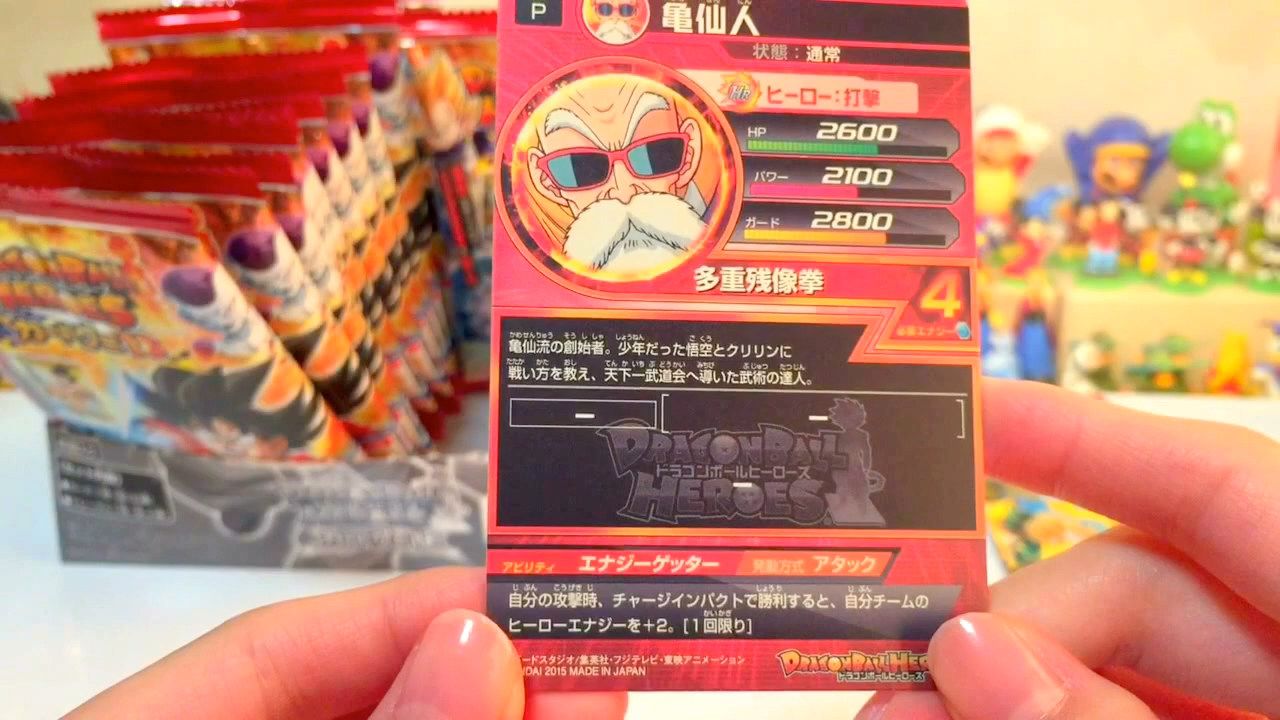 P
亀仙人
状態：通常
Hr ヒーロー：打撃
HP 2600
パワー 2100
ガード 2800
多重残像拳
4
必要エナジー
亀仙流の創始者。少年だった悟空とクリリンに
戦い方を教え、天下一武道会へ導いた武術の達人。
DRAGONBALL
ドラゴンボールヒーローズ
HEROES
アビリティ エナジーゲッター 発動方式 アタック
自分の攻撃時、チャージインパクトで勝利すると、自分チームの
ヒーローエナジーを＋2。[1回限り]
ードスタジオ/集英社・フジテレビ・東映アニメーション
DAI 2015 MADE IN JAPAN
DRAGONBALL HE
ドラゴンボールヒーローズ